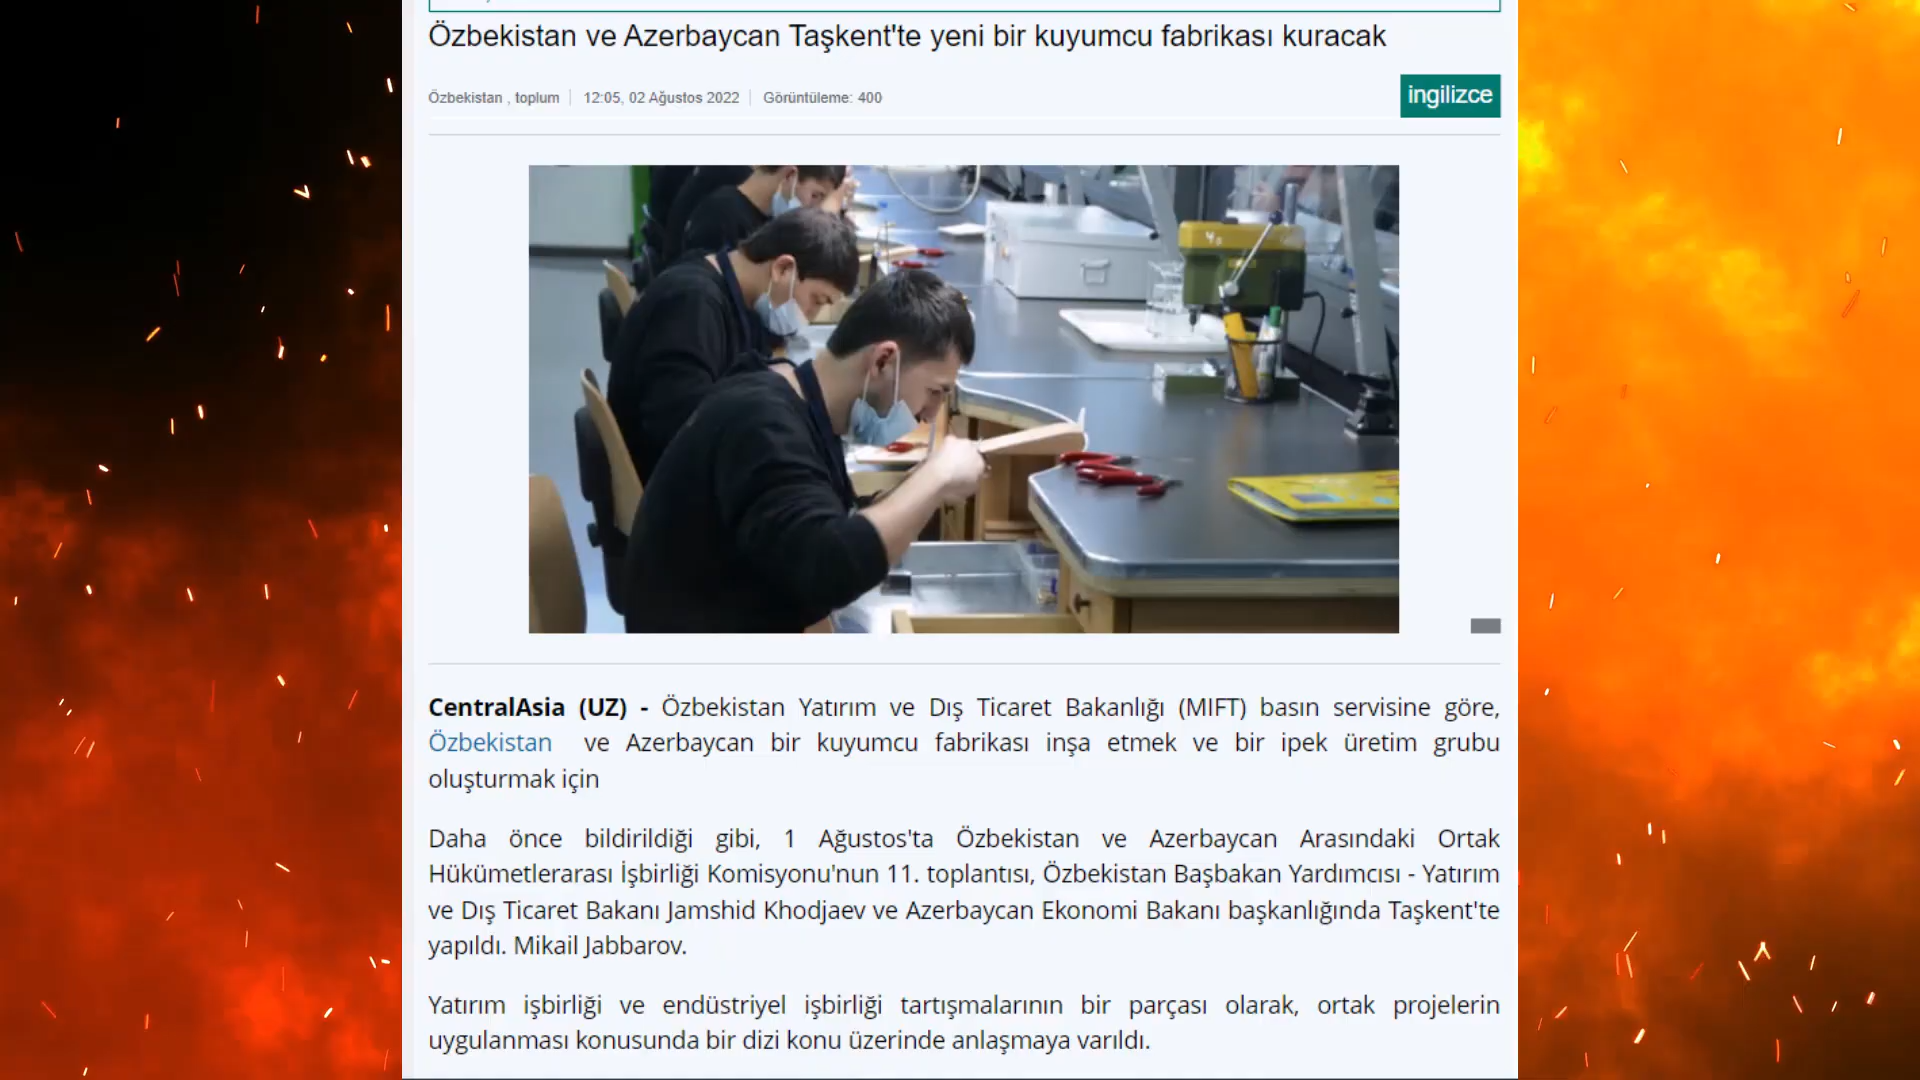 Özbekistan ve Azerbaycan Taşkent'te yeni bir kuyumcu fabrikası kuracak
Özbekistan , toplum | 12:05, 02 Ağustos 2022 | Görüntüleme: 400
ingilizce
CentralAsia (UZ) - Özbekistan Yatırım ve Dış Ticaret Bakanlığı (MIFT) basın servisine göre,
Özbekistan ve Azerbaycan bir kuyumcu fabrikası inşa etmek ve bir ipek üretim grubu
oluşturmak için
Daha önce bildirildiği gibi, 1 Ağustos'ta Özbekistan ve Azerbaycan Arasındaki Ortak
Hükümetlerarası İşbirliği Komisyonu'nun 11. toplantısı, Özbekistan Başbakan Yardımcısı - Yatırım
ve Dış Ticaret Bakanı Jamshid Khodjaev ve Azerbaycan Ekonomi Bakanı başkanlığında Taşkent'te
yapıldı. Mikail Jabbarov.
Yatırım işbirliği ve endüstriyel işbirliği tartışmalarının bir parçası olarak, ortak projelerin
uygulanması konusunda bir dizi konu üzerinde anlaşmaya varıldı.